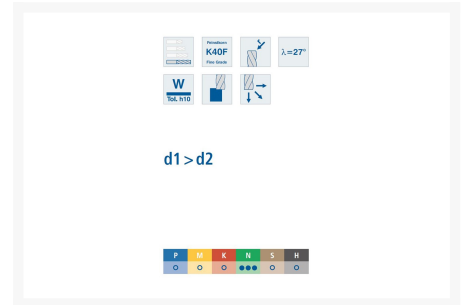 Feinstkorn
K40F
Fine Grade
λ=27°
W
Tol. h10
d1>d2
P M K N S H